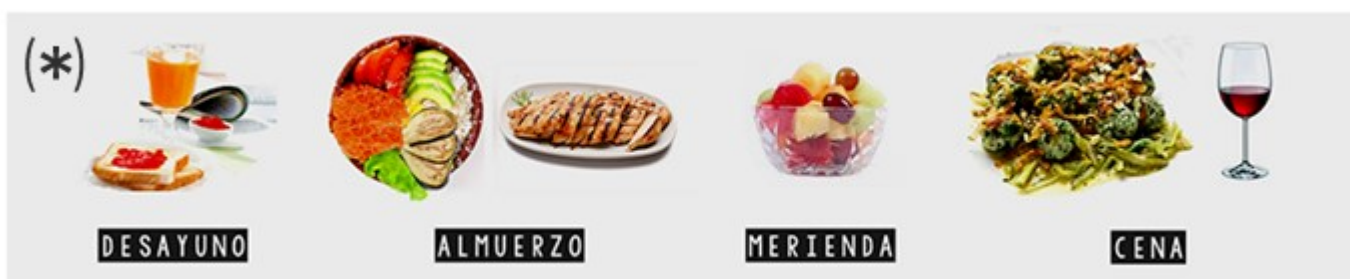 (*)
DESAYUNO
ALMUERZO
MERIENDA
CENA